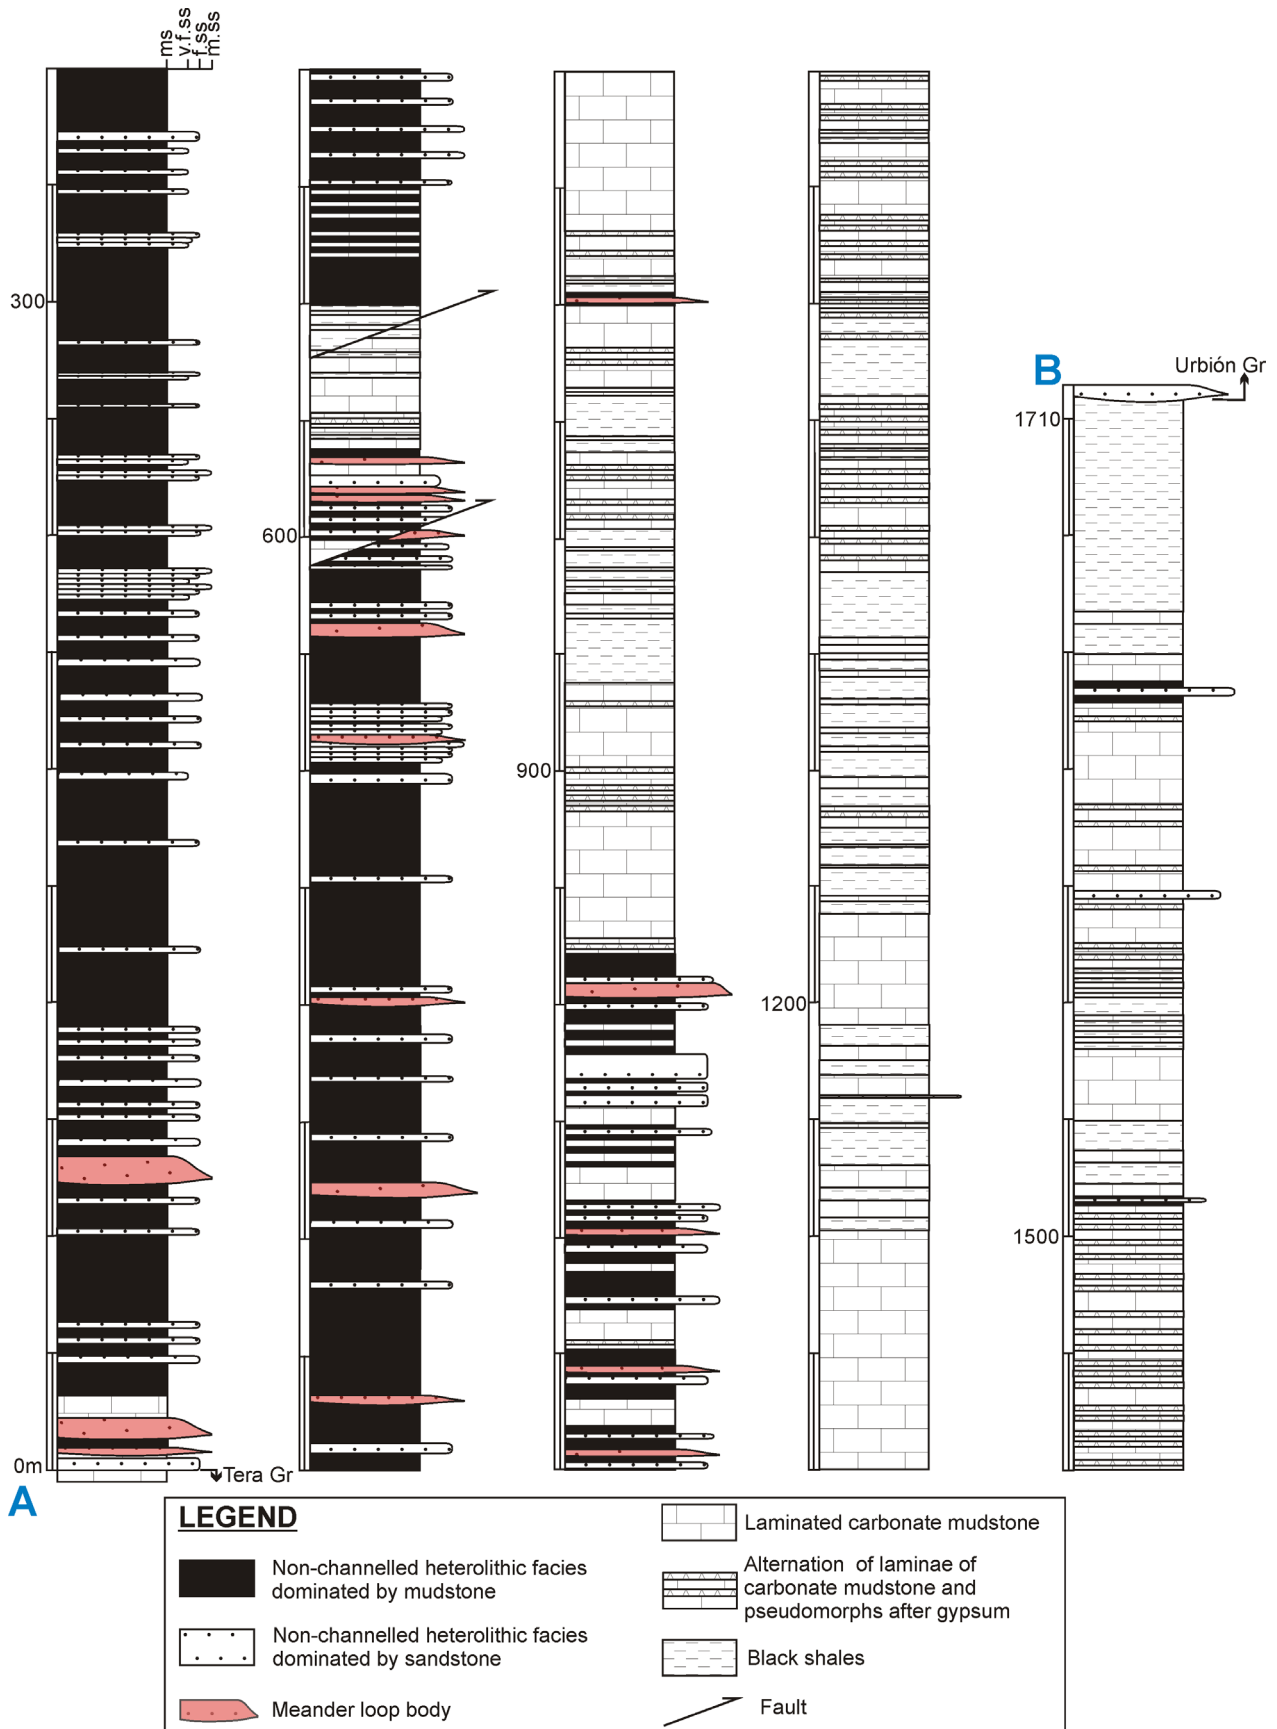 ms
v.f.ss
f.ss
m.ss
300
0m
Tera Gr
A
600
900
1200
B
Urbión Gr
1710
1500
LEGEND
Non-channelled heterolithic facies
dominated by mudstone
Non-channelled heterolithic facies
dominated by sandstone
Meander loop body
Laminated carbonate mudstone
Alternation of laminae of
carbonate mudstone and
pseudomorphs after gypsum
Black shales
Fault